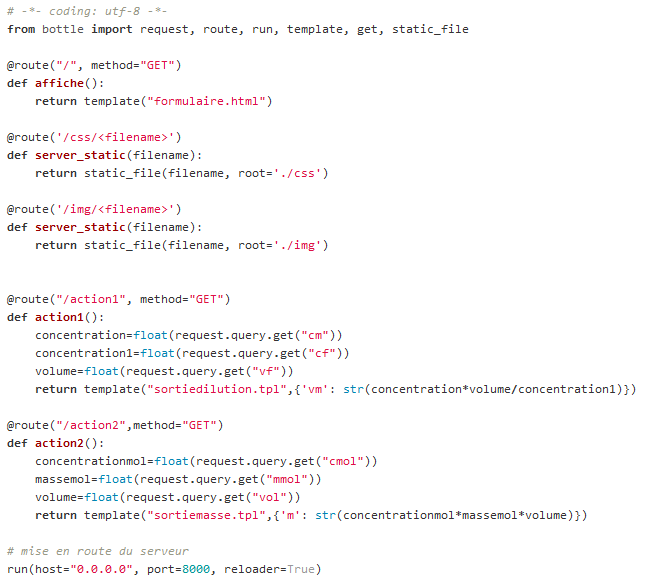 # -*- coding: utf-8 -*-
from bottle import request, route, run, template, get, static_file

@route("/", method="GET")
def affiche():
    return template("formulaire.html")

@route('/css/<filename>')
def server_static(filename):
    return static_file(filename, root='./css')

@route('/img/<filename>')
def server_static(filename):
    return static_file(filename, root='./img')


@route("/action1", method="GET")
def action1():
    concentration=float(request.query.get("cm"))
    concentration1=float(request.query.get("cf"))
    volume=float(request.query.get("vf"))
    return template("sortiedilution.tpl",{'vm': str(concentration*volume/concentration1)})

@route("/action2",method="GET")
def action2():
    concentrationmol=float(request.query.get("cmol"))
    massemol=float(request.query.get("mmol"))
    volume=float(request.query.get("vol"))
    return template("sortiemasse.tpl",{'m': str(concentrationmol*massemol*volume)})

# mise en route du serveur
run(host="0.0.0.0", port=8000, reloader=True)